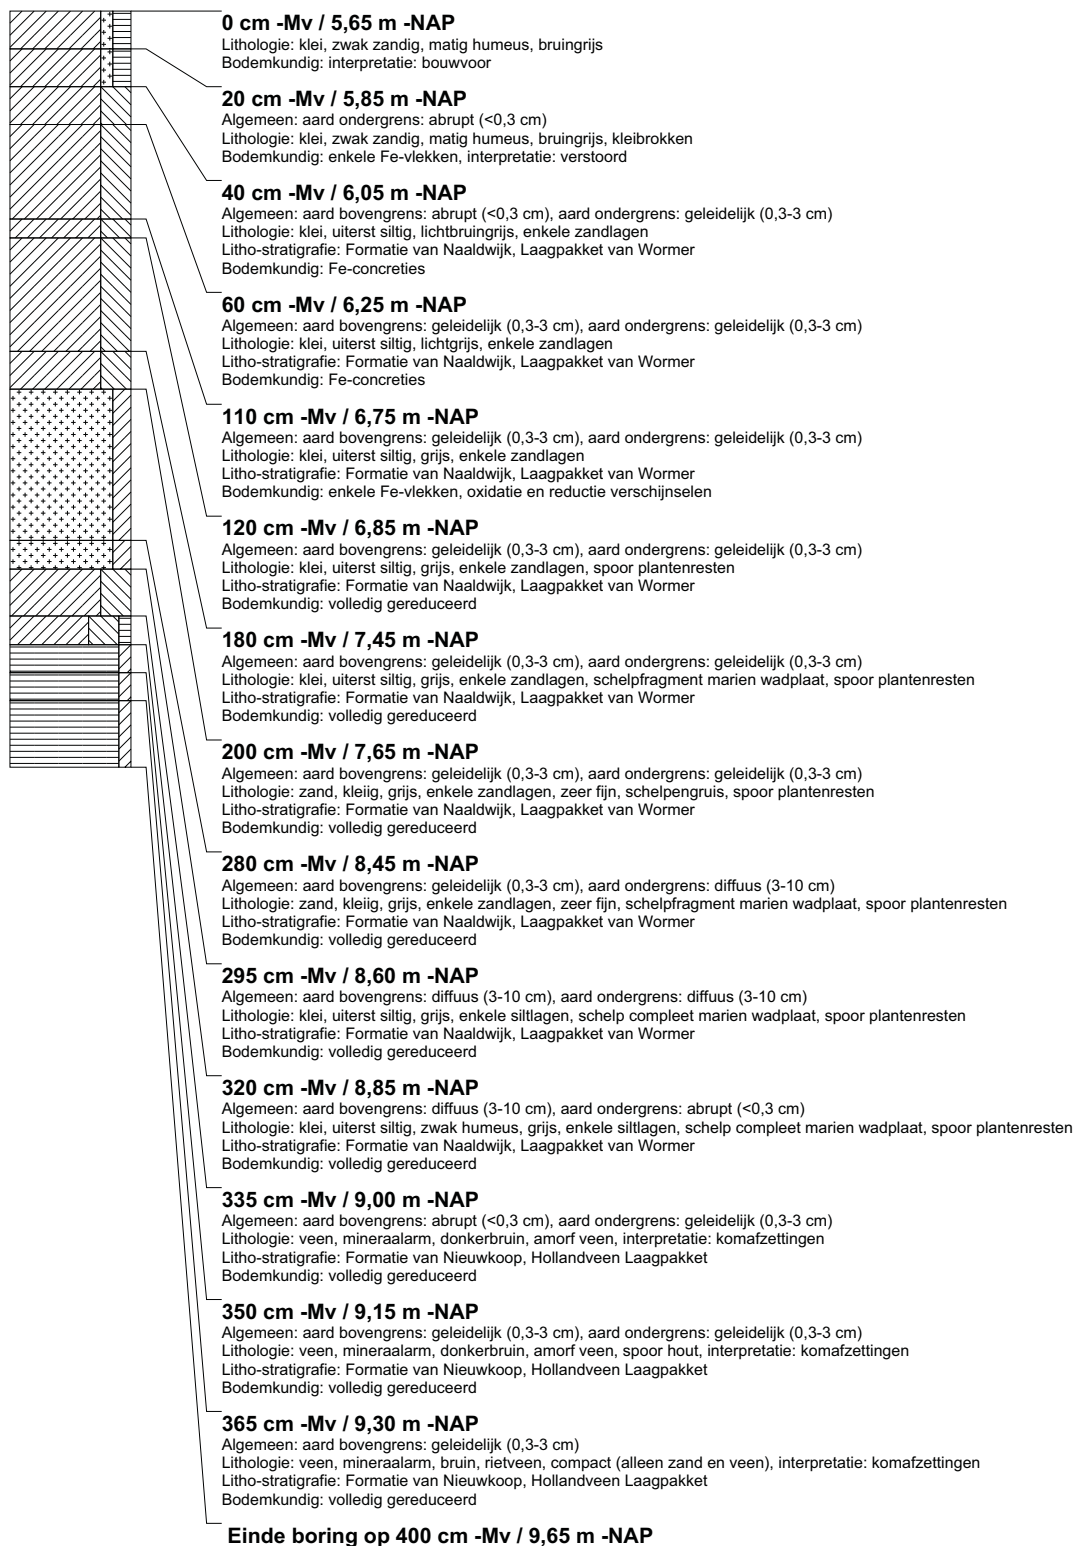 0 cm -Mv / 5,65 m -NAP
Lithologie: klei, zwak zandig, matig humeus, bruingrijs
Bodemkundig: interpretatie: bouwvoor
20 cm -Mv / 5,85 m -NAP
Algemeen: aard ondergrens: abrupt (<0,3 cm)
Lithologie: klei, zwak zandig, matig humeus, bruingrijs, kleibrokken
Bodemkundig: enkele Fe-vlekken, interpretatie: verstoord
40 cm -Mv / 6,05 m -NAP
Algemeen: aard bovengrens: abrupt (<0,3 cm), aard ondergrens: geleidelijk (0,3-3 cm)
Lithologie: klei, uiterst siltig, lichtbruingrijs, enkele zandlagen
Litho-stratigrafie: Formatie van Naaldwijk, Laagpakket van Wormer
Bodemkundig: Fe-concreties
60 cm -Mv / 6,25 m -NAP
Algemeen: aard bovengrens: geleidelijk (0,3-3 cm), aard ondergrens: geleidelijk (0,3-3 cm)
Lithologie: klei, uiterst siltig, lichtgrijs, enkele zandlagen
Litho-stratigrafie: Formatie van Naaldwijk, Laagpakket van Wormer
Bodemkundig: Fe-concreties
110 cm -Mv / 6,75 m -NAP
Algemeen: aard bovengrens: geleidelijk (0,3-3 cm), aard ondergrens: geleidelijk (0,3-3 cm)
Lithologie: klei, uiterst siltig, grijs, enkele zandlagen
Litho-stratigrafie: Formatie van Naaldwijk, Laagpakket van Wormer
Bodemkundig: enkele Fe-vlekken, oxidatie en reductie verschijnselen
120 cm -Mv / 6,85 m -NAP
Algemeen: aard bovengrens: geleidelijk (0,3-3 cm), aard ondergrens: geleidelijk (0,3-3 cm)
Lithologie: klei, uiterst siltig, grijs, enkele zandlagen, spoor plantenresten
Litho-stratigrafie: Formatie van Naaldwijk, Laagpakket van Wormer
Bodemkundig: volledig gereduceerd
180 cm -Mv / 7,45 m -NAP
Algemeen: aard bovengrens: geleidelijk (0,3-3 cm), aard ondergrens: geleidelijk (0,3-3 cm)
Lithologie: klei, uiterst siltig, grijs, enkele zandlagen, schelpfragment marien wadplaat, spoor plantenresten
Litho-stratigrafie: Formatie van Naaldwijk, Laagpakket van Wormer
Bodemkundig: volledig gereduceerd
200 cm -Mv / 7,65 m -NAP
Algemeen: aard bovengrens: geleidelijk (0,3-3 cm), aard ondergrens: geleidelijk (0,3-3 cm)
Lithologie: zand, kleiig, grijs, enkele zandlagen, zeer fijn, schelpengruis, spoor plantenresten
Litho-stratigrafie: Formatie van Naaldwijk, Laagpakket van Wormer
Bodemkundig: volledig gereduceerd
280 cm -Mv / 8,45 m -NAP
Algemeen: aard bovengrens: geleidelijk (0,3-3 cm), aard ondergrens: diffuus (3-10 cm)
Lithologie: zand, kleiig, grijs, enkele zandlagen, zeer fijn, schelpfragment marien wadplaat, spoor plantenresten
Litho-stratigrafie: Formatie van Naaldwijk, Laagpakket van Wormer
Bodemkundig: volledig gereduceerd
295 cm -Mv / 8,60 m -NAP
Algemeen: aard bovengrens: diffuus (3-10 cm), aard ondergrens: diffuus (3-10 cm)
Lithologie: klei, uiterst siltig, grijs, enkele siltlagen, schelp compleet marien wadplaat, spoor plantenresten
Litho-stratigrafie: Formatie van Naaldwijk, Laagpakket van Wormer
Bodemkundig: volledig gereduceerd
320 cm -Mv / 8,85 m -NAP
Algemeen: aard bovengrens: diffuus (3-10 cm), aard ondergrens: abrupt (<0,3 cm)
Lithologie: klei, uiterst siltig, zwak humeus, grijs, enkele siltlagen, schelp compleet marien wadplaat, spoor plantenresten
Litho-stratigrafie: Formatie van Naaldwijk, Laagpakket van Wormer
Bodemkundig: volledig gereduceerd
335 cm -Mv / 9,00 m -NAP
Algemeen: aard bovengrens: abrupt (<0,3 cm), aard ondergrens: geleidelijk (0,3-3 cm)
Lithologie: veen, mineraalarm, donkerbruin, amorf veen, interpretatie: komafzettingen
Litho-stratigrafie: Formatie van Nieuwkoop, Hollandveen Laagpakket
Bodemkundig: volledig gereduceerd
350 cm -Mv / 9,15 m -NAP
Algemeen: aard bovengrens: geleidelijk (0,3-3 cm), aard ondergrens: geleidelijk (0,3-3 cm)
Lithologie: veen, mineraalarm, donkerbruin, amorf veen, spoor hout, interpretatie: komafzettingen
Litho-stratigrafie: Formatie van Nieuwkoop, Hollandveen Laagpakket
Bodemkundig: volledig gereduceerd
365 cm -Mv / 9,30 m -NAP
Algemeen: aard bovengrens: geleidelijk (0,3-3 cm)
Lithologie: veen, mineraalarm, bruin, rietveen, compact (alleen zand en veen), interpretatie: komafzettingen
Litho-stratigrafie: Formatie van Nieuwkoop, Hollandveen Laagpakket
Bodemkundig: volledig gereduceerd
Einde boring op 400 cm -Mv / 9,65 m -NAP